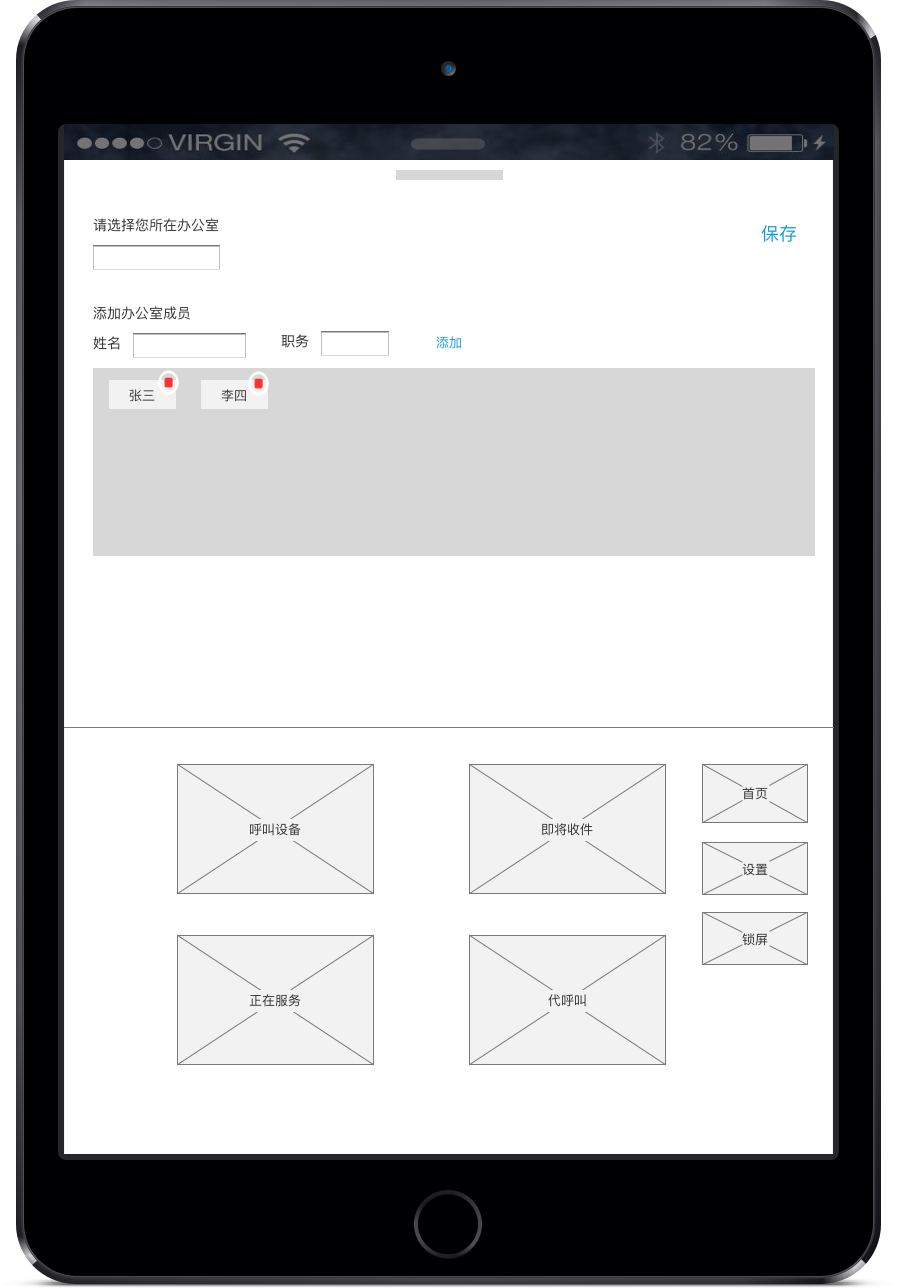 VIRGIN 82%
请选择您所在办公室
保存
添加办公室成员
姓名 职务 添加
张三 李四
呼叫设备 即将收件 首页
设置
锁屏
正在服务 代呼叫